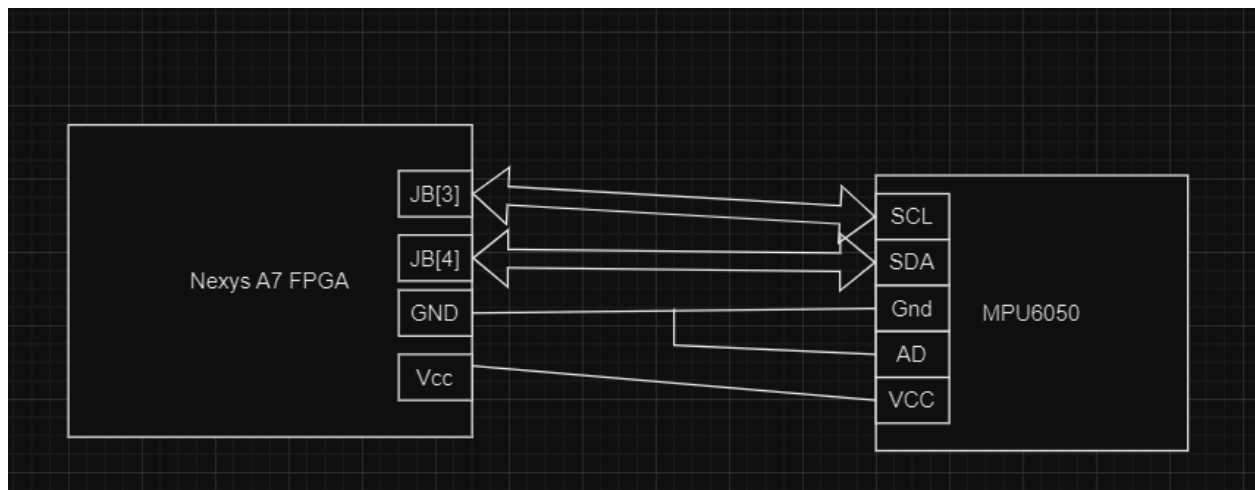 Nexys A7 FPGA
JB[3]
JB[4]
GND
Vcc
SCL
SDA
Gnd
AD
VCC
MPU6050